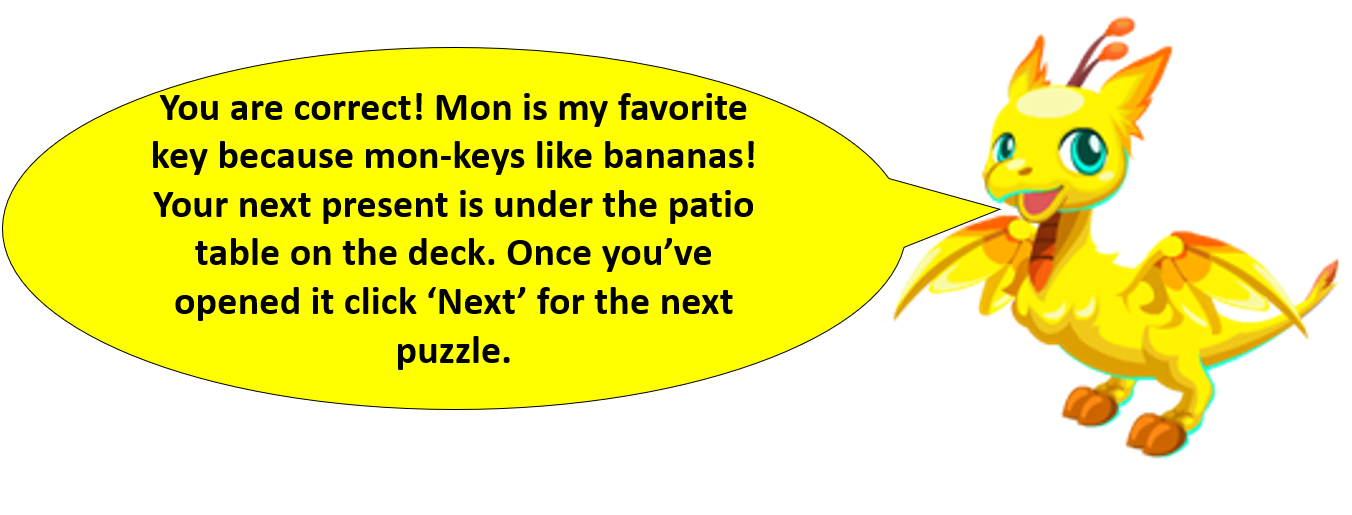 You are correct! Mon is my favorite
key because mon-keys like bananas!
Your next present is under the patio
table on the deck. Once you’ve
opened it click ‘Next’ for the next
puzzle.